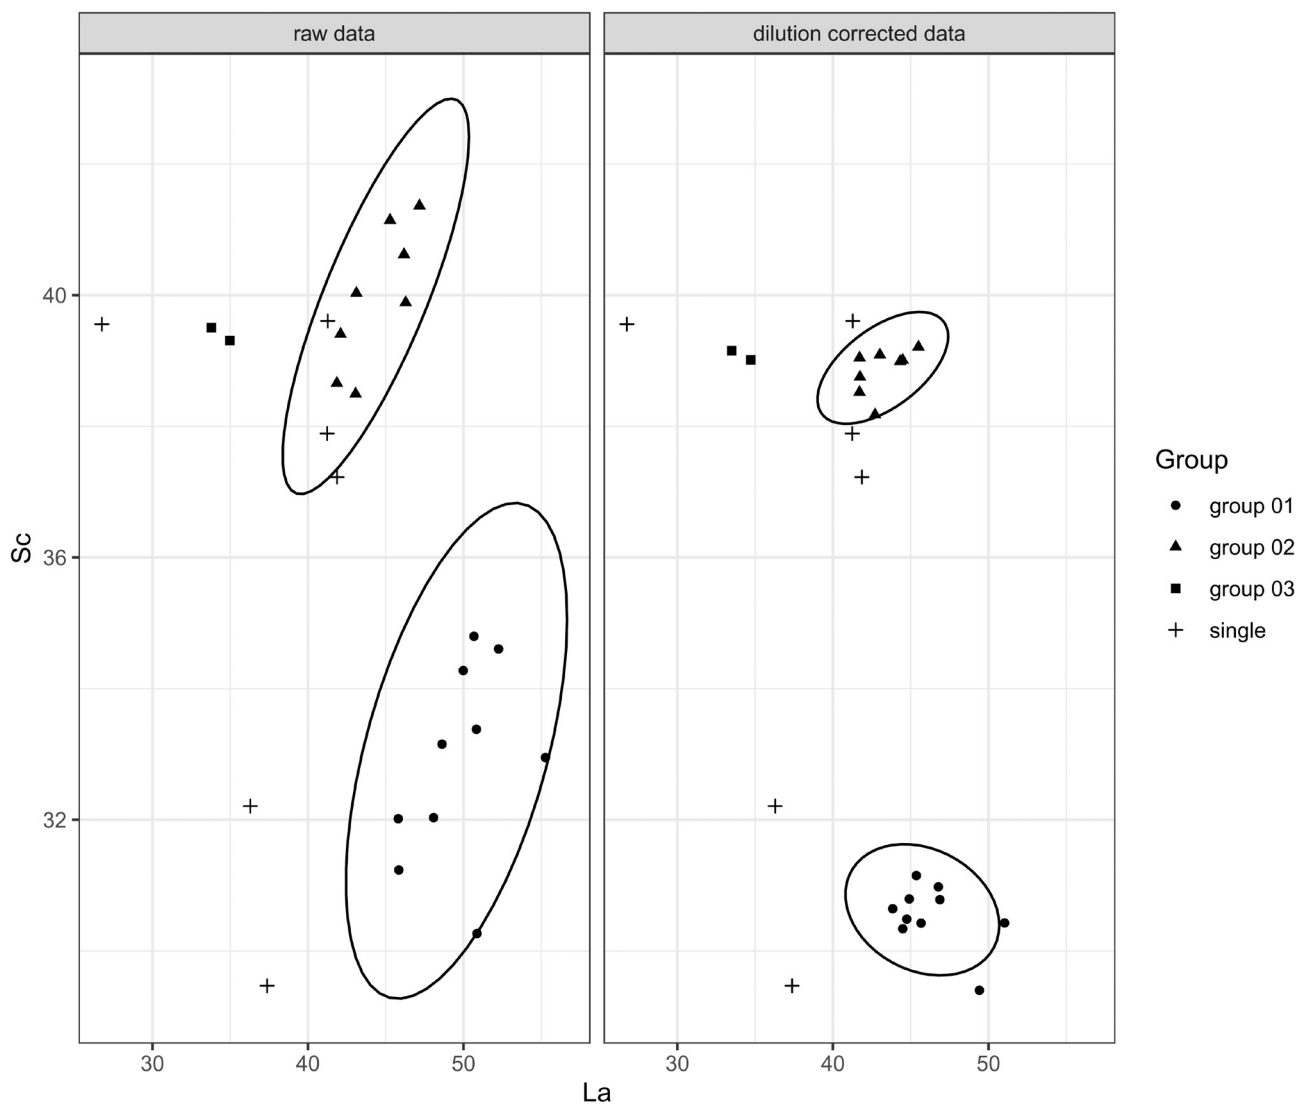 raw data
dilution corrected data
40
36
32
Sc
30
40
50
30
40
50
La
Group
group 01
group 02
group 03
single